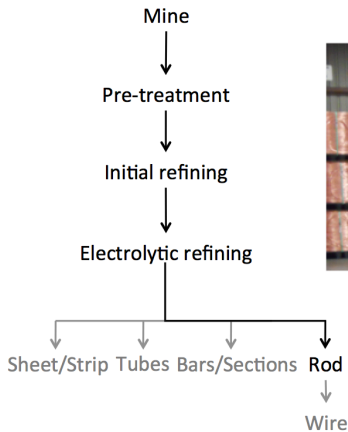 Mine
Pre-treatment
Initial refining
Electrolytic refining
Sheet/Strip Tubes Bars/Sections Rod
Wire